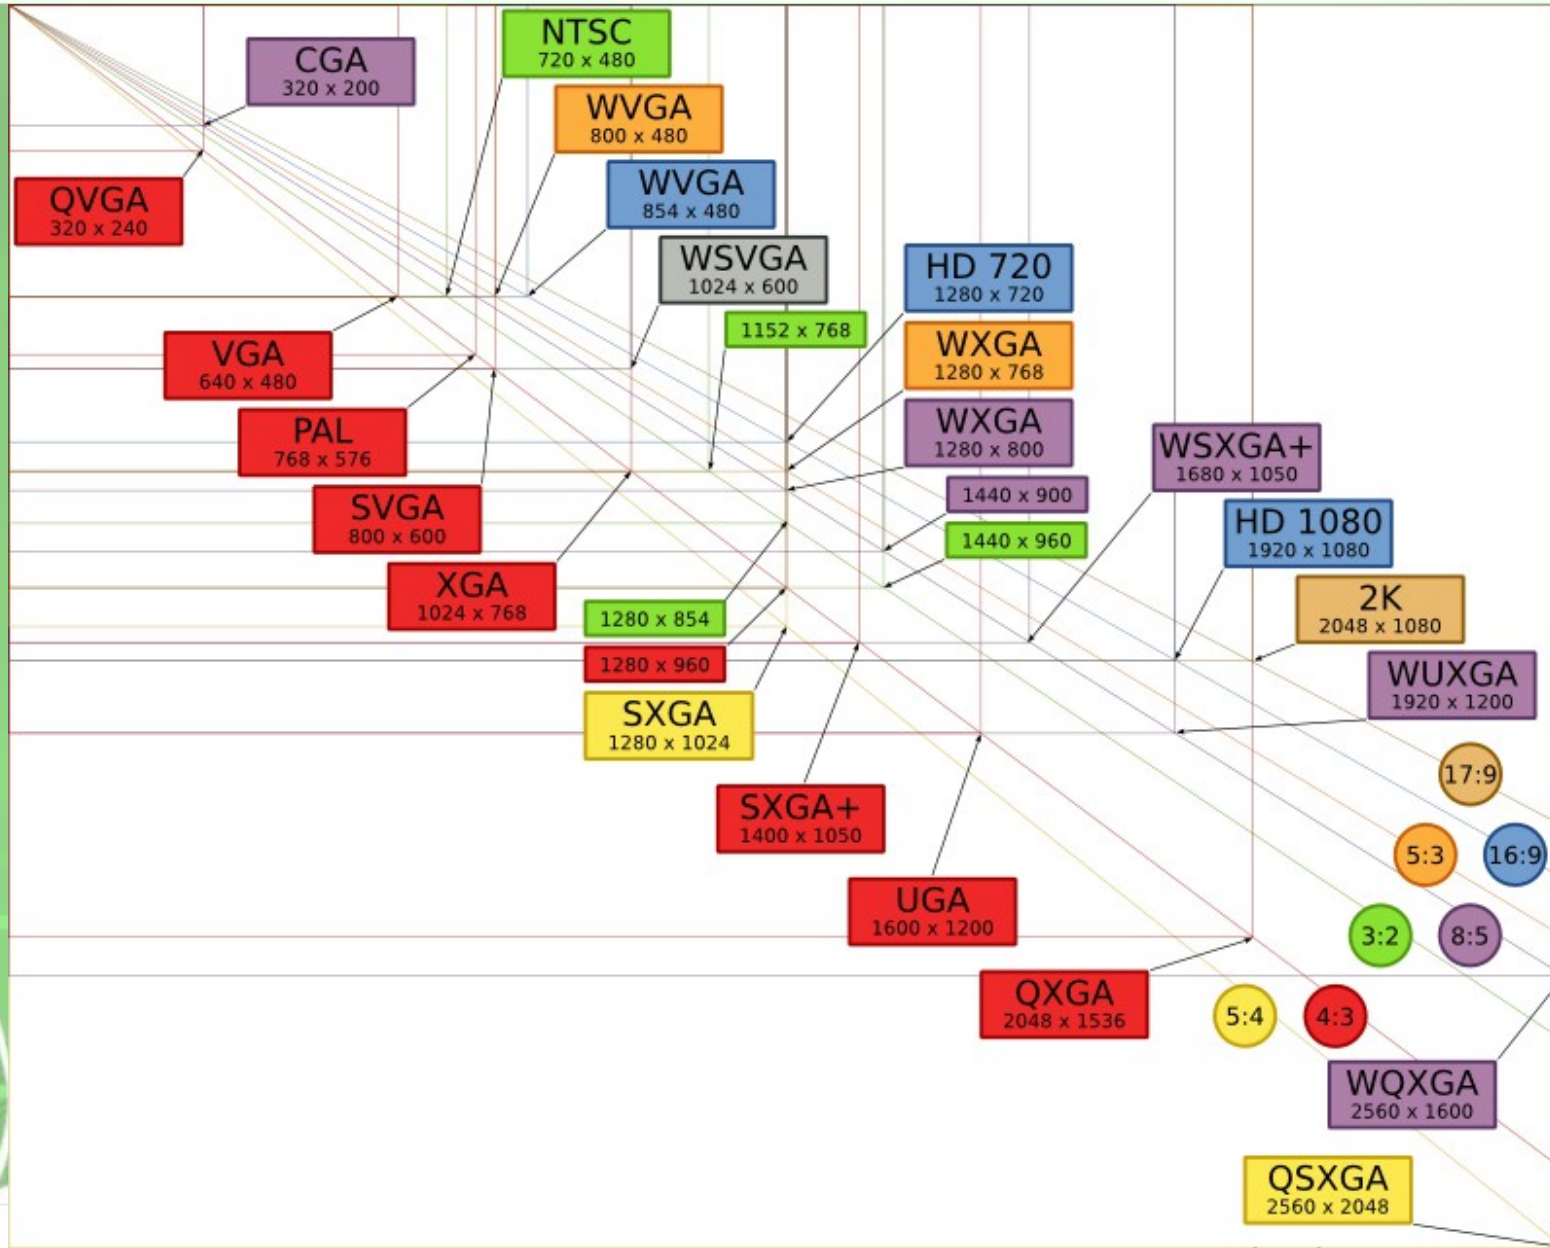 CGA
320 x 200
NTSC
720 x 480
WVGA
800 x 480
QVGA
320 x 240
WVGA
854 x 480
WSVGA
1024 x 600
HD 720
1280 x 720
1152 x 768
VGA
640 x 480
WXGA
1280 x 768
PAL
768 x 576
WXGA
1280 x 800
WSXGA+
1680 x 1050
SVGA
800 x 600
1440 x 900
HD 1080
1920 x 1080
1440 x 960
XGA
1024 x 768
2K
2048 x 1080
1280 x 854
1280 x 960
WUXGA
1920 x 1200
SXGA
1280 x 1024
17:9
SXGA+
1400 x 1050
5:3
16:9
UGA
1600 x 1200
3:2
8:5
QXGA
2048 x 1536
5:4
4:3
WQXGA
2560 x 1600
QSXGA
2560 x 2048